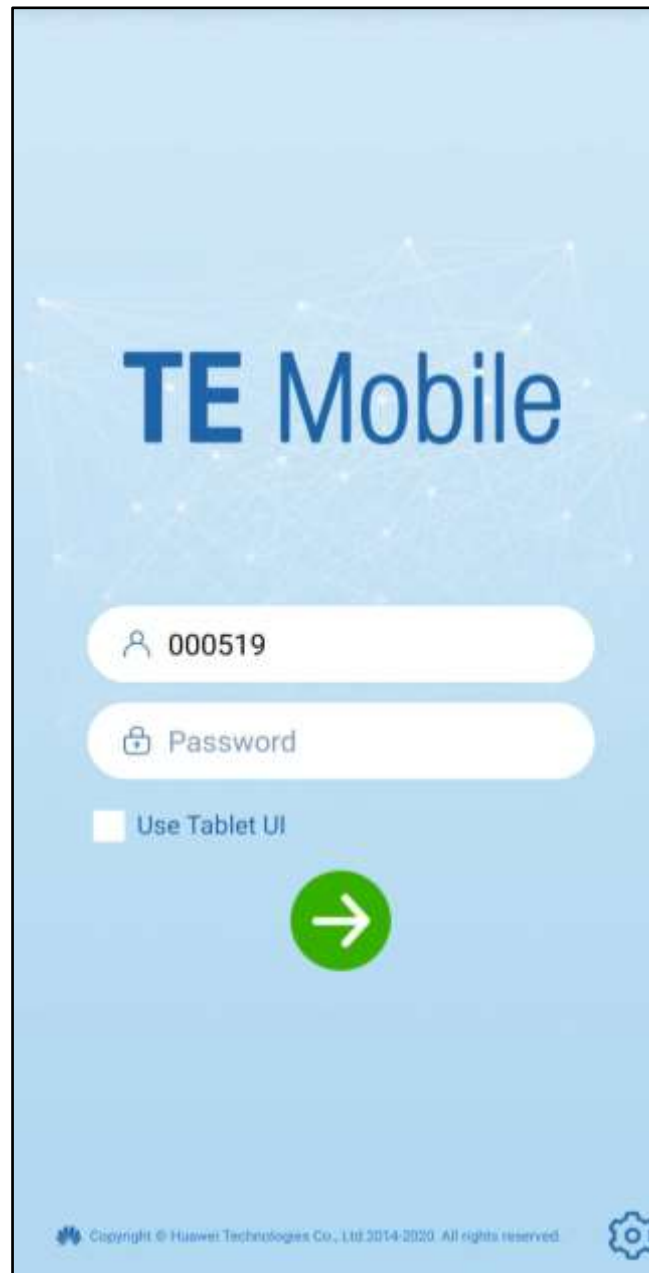 TE Mobile
000519
Password
Use Tablet UI
Copyright © Huawei Technologies Co., Ltd 2014-2020. All rights reserved.